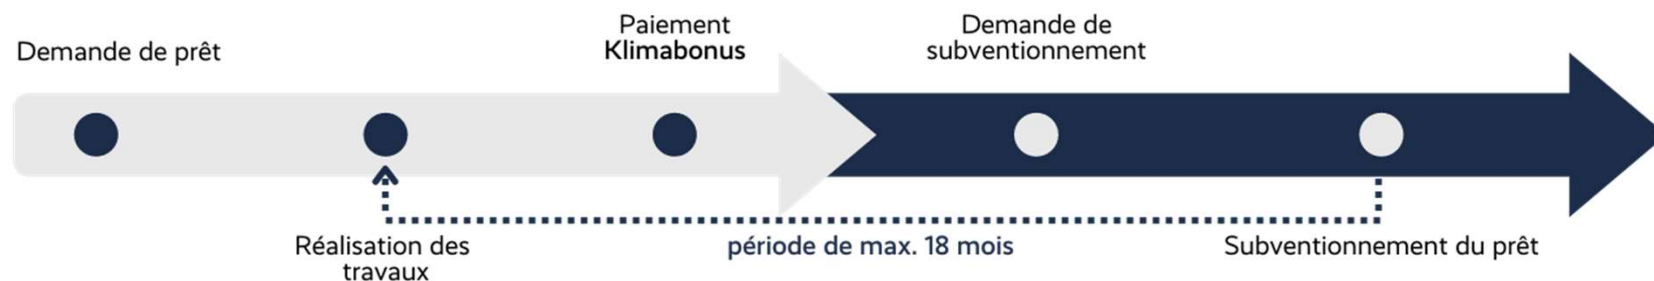 Demande de prêt
Paiement
Klimabonus
Demande de
subventionnement
Réalisation des
travaux
période de max. 18 mois
Subventionnement du prêt